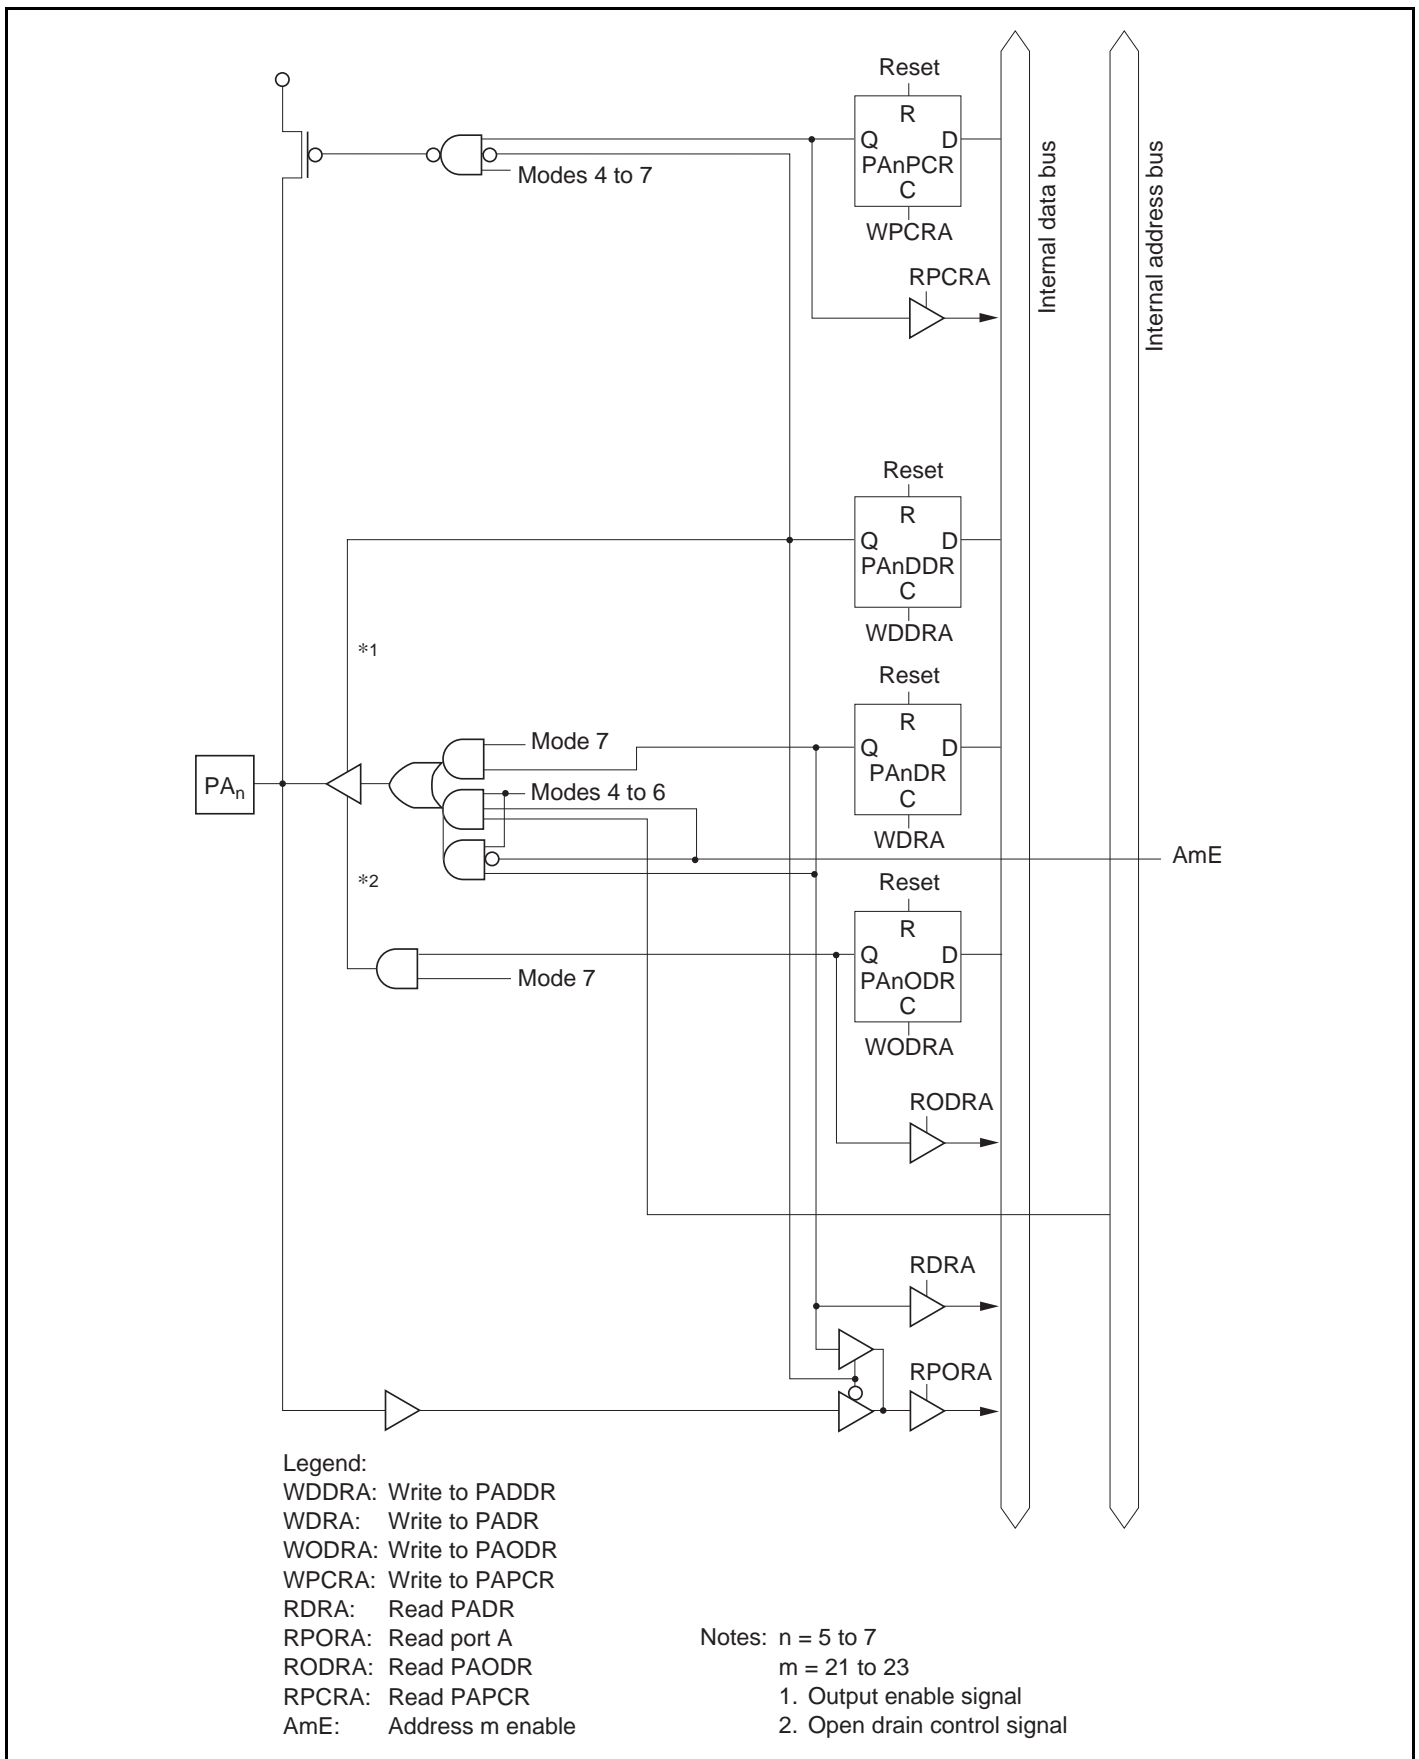 Reset
R
Q D
PAnPCR
C
WPCRA
Modes 4 to 7
RPCRA
Internal data bus
Internal address bus
Reset
R
Q D
PAnDDR
C
WDDRA
*1
Reset
R
Q D
PAnDR
C
WDRA
Mode 7
PAn
Modes 4 to 6
AmE
*2
Reset
R
Q D
PAnODR
C
WODRA
Mode 7
RODRA
RDRA
RPORA
Legend:
WDDRA: Write to PADDR
WDRA: Write to PADR
WODRA: Write to PAODR
WPCRA: Write to PAPCR
RDRA: Read PADR
RPORA: Read port A
RODRA: Read PAODR
RPCRA: Read PAPCR
AmE: Address m enable
Notes: n = 5 to 7
m = 21 to 23
1. Output enable signal
2. Open drain control signal